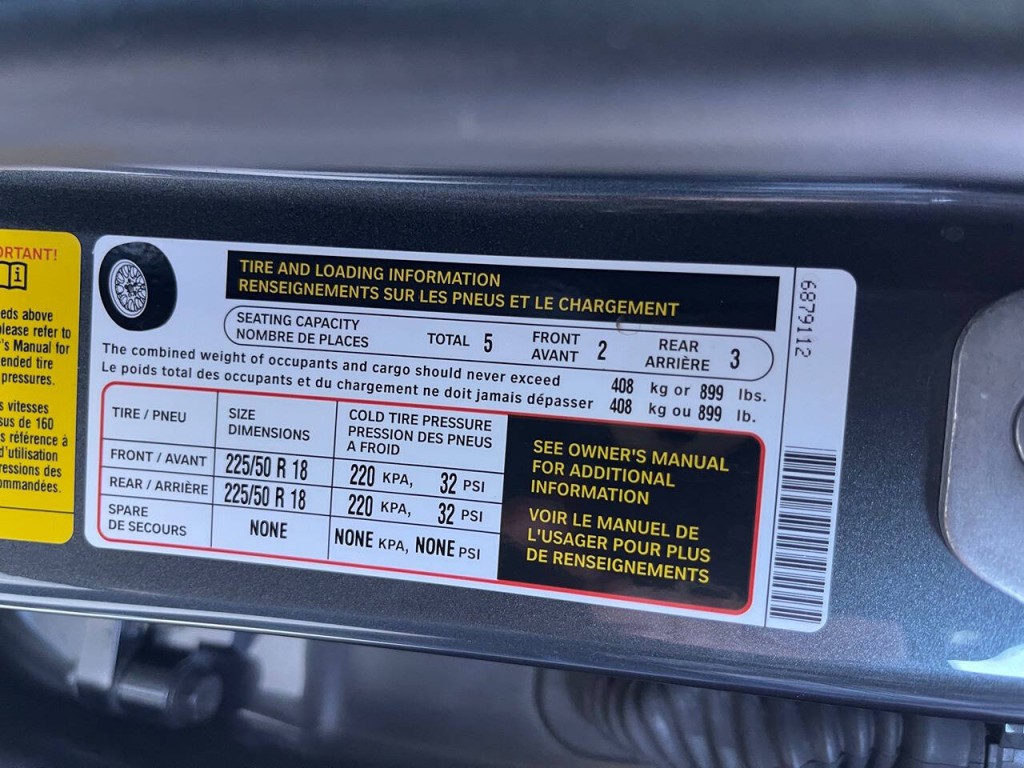 ORTANT!
eds above
please refer to
's Manual for
ended tire
pressures.
s vitesses
sus de 160
s référence à
d'utilisation
ressions des
ommandées.
TIRE AND LOADING INFORMATION
RENSEIGNEMENTS SUR LES PNEUS ET LE CHARGEMENT
SEATING CAPACITY
NOMBRE DE PLACES
TOTAL 5
FRONT
AVANT 2
REAR
ARRIÈRE 3
The combined weight of occupants and cargo should never exceed 408 kg or 899 lbs.
Le poids total des occupants et du chargement ne doit jamais dépasser 408 kg ou 899 lb.
TIRE / PNEU
SIZE
DIMENSIONS
COLD TIRE PRESSURE
PRESSION DES PNEUS
A FROID
FRONT / AVANT 225/50 R 18 220 KPA, 32 PSI
REAR / ARRIÈRE 225/50 R 18 220 KPA, 32 PSI
SPARE
DE SECOURS NONE NONE KPA, NONE PSI
SEE OWNER'S MANUAL
FOR ADDITIONAL
INFORMATION
VOIR LE MANUEL DE
L'USAGER POUR PLUS
DE RENSEIGNEMENTS
6879112